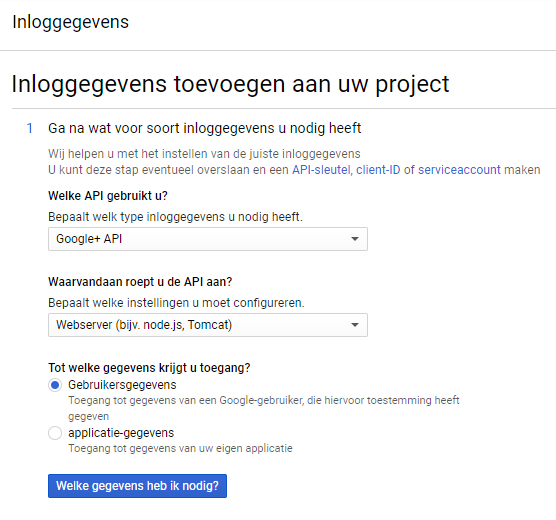 Inloggegevens
Inloggegevens toevoegen aan uw project
1 Ga na wat voor soort inloggegevens u nodig heeft
Wij helpen u met het instellen van de juiste inloggegevens
U kunt deze stap eventueel overslaan en een API-sleutel, client-ID of serviceaccount maken
Welke API gebruikt u?
Bepaalt welk type inloggegevens u nodig heeft.
Google+ API
Waarvandaan roept u de API aan?
Bepaalt welke instellingen u moet configureren.
Webserver (bijv. node.js, Tomcat)
Tot welke gegevens krijgt u toegang?
Gebruikersgegevens
Toegang tot gegevens van een Google-gebruiker, die hiervoor toestemming heeft
gegeven
applicatie-gegevens
Toegang tot gegevens van uw eigen applicatie
Welke gegevens heb ik nodig?